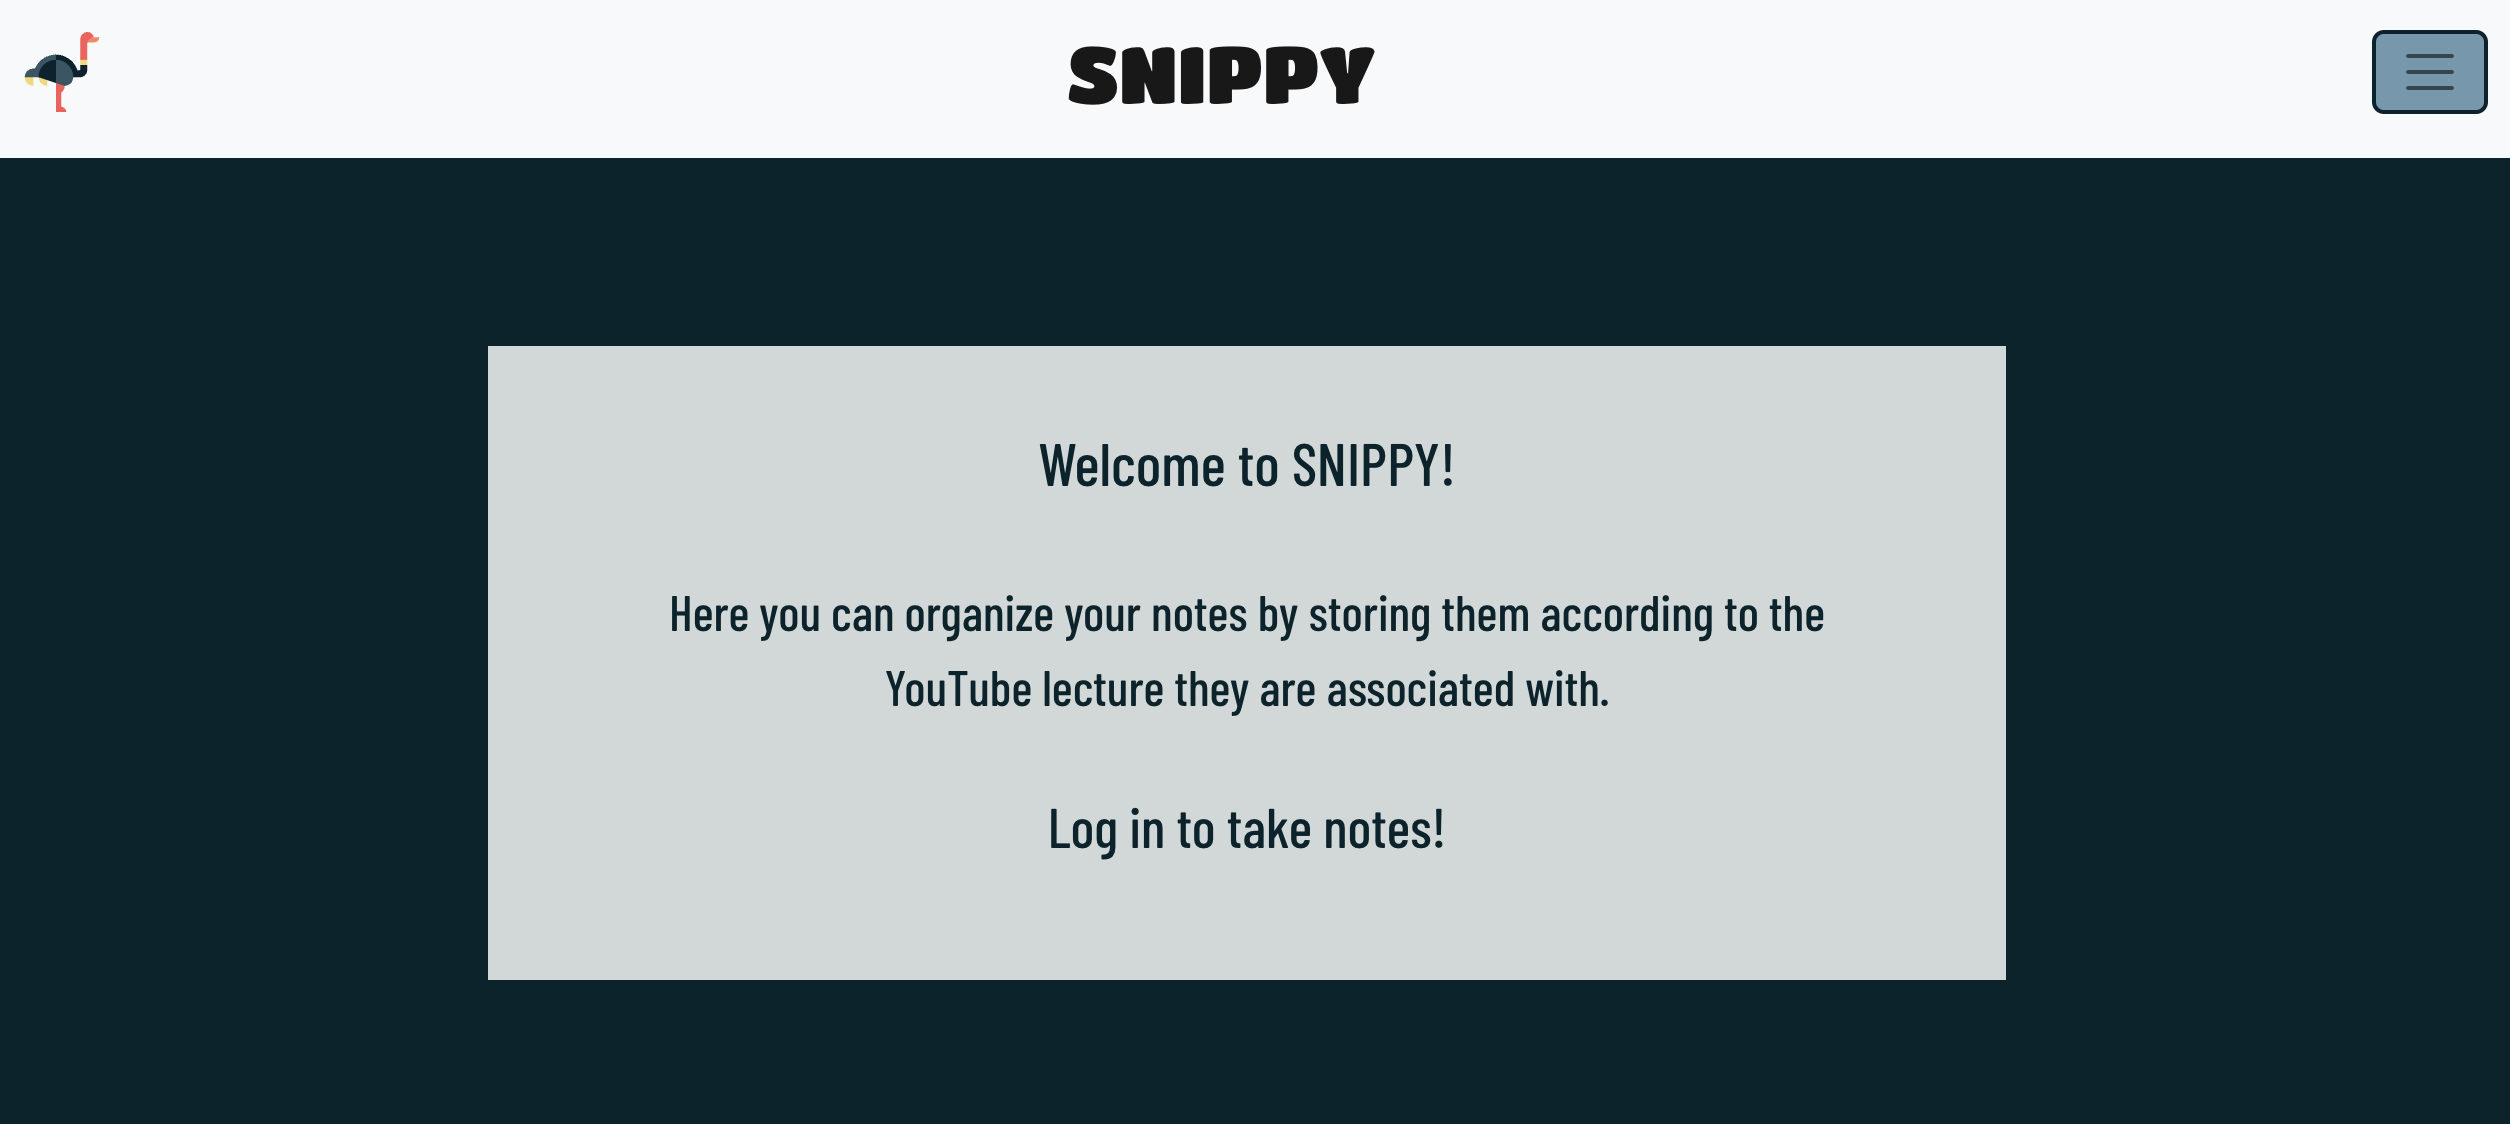 SNIPPY
Welcome to SNIPPY!
Here you can organize your notes by storing them according to the
YouTube lecture they are associated with.
Log in to take notes!